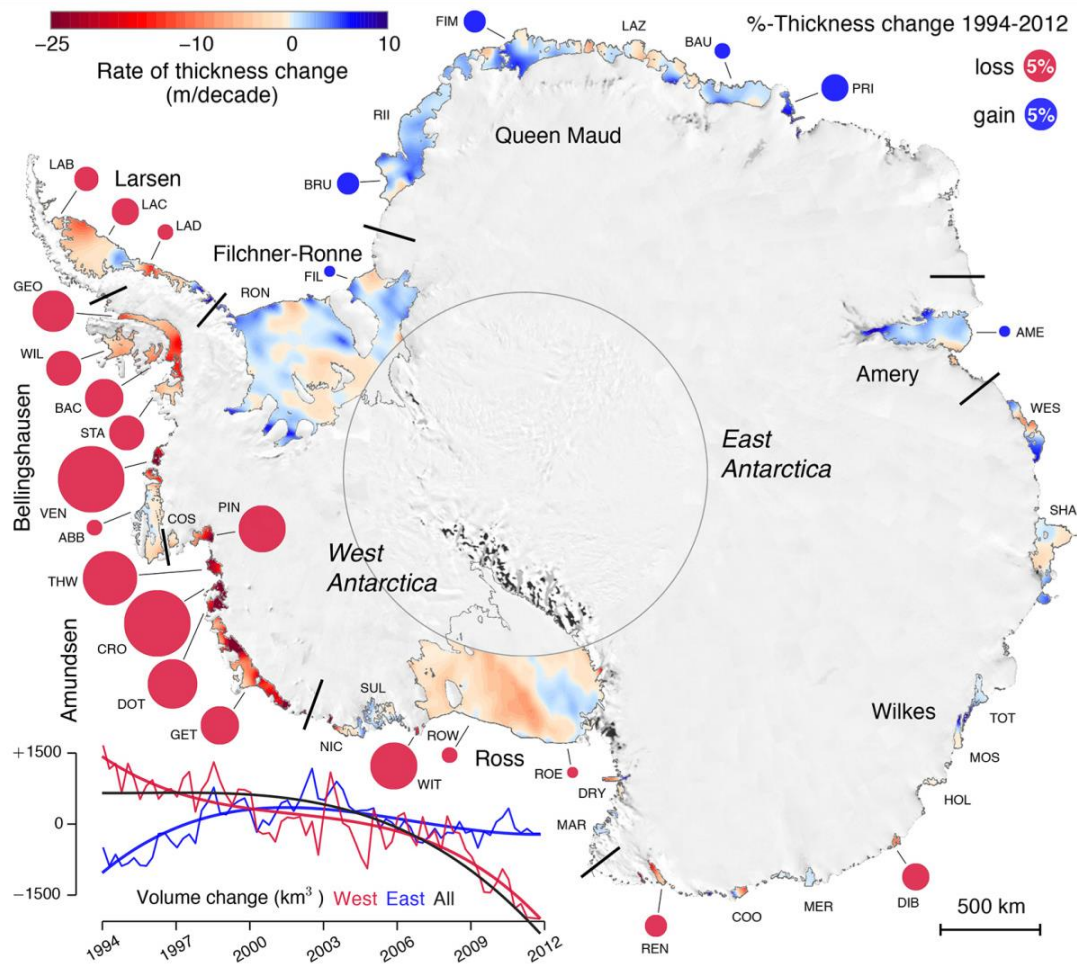 −25
−10
0
10
Rate of thickness change
(m/decade)
%-Thickness change 1994-2012
loss
5%
gain
5%
FIM
LAZ
BAU
PRI
RII
Queen Maud
BRU
LAB
Larsen
LAC
LAD
Filchner-Ronne
FIL
RON
GEO
WIL
BAC
STA
Bellingshausen
VEN
ABB
COS
PIN
THW
CRO
DOT
GET
Amundsen
AME
Amery
WES
East
Antarctica
West
Antarctica
SHA
SUL
NIC
ROW
WIT
Ross
ROE
DRY
MAR
Wilkes
TOT
MOS
HOL
DIB
MER
COO
REN
500 km
+1500
0
−1500
Volume change (km³) West East All
1994
1997
2000
2003
2006
2009
2012